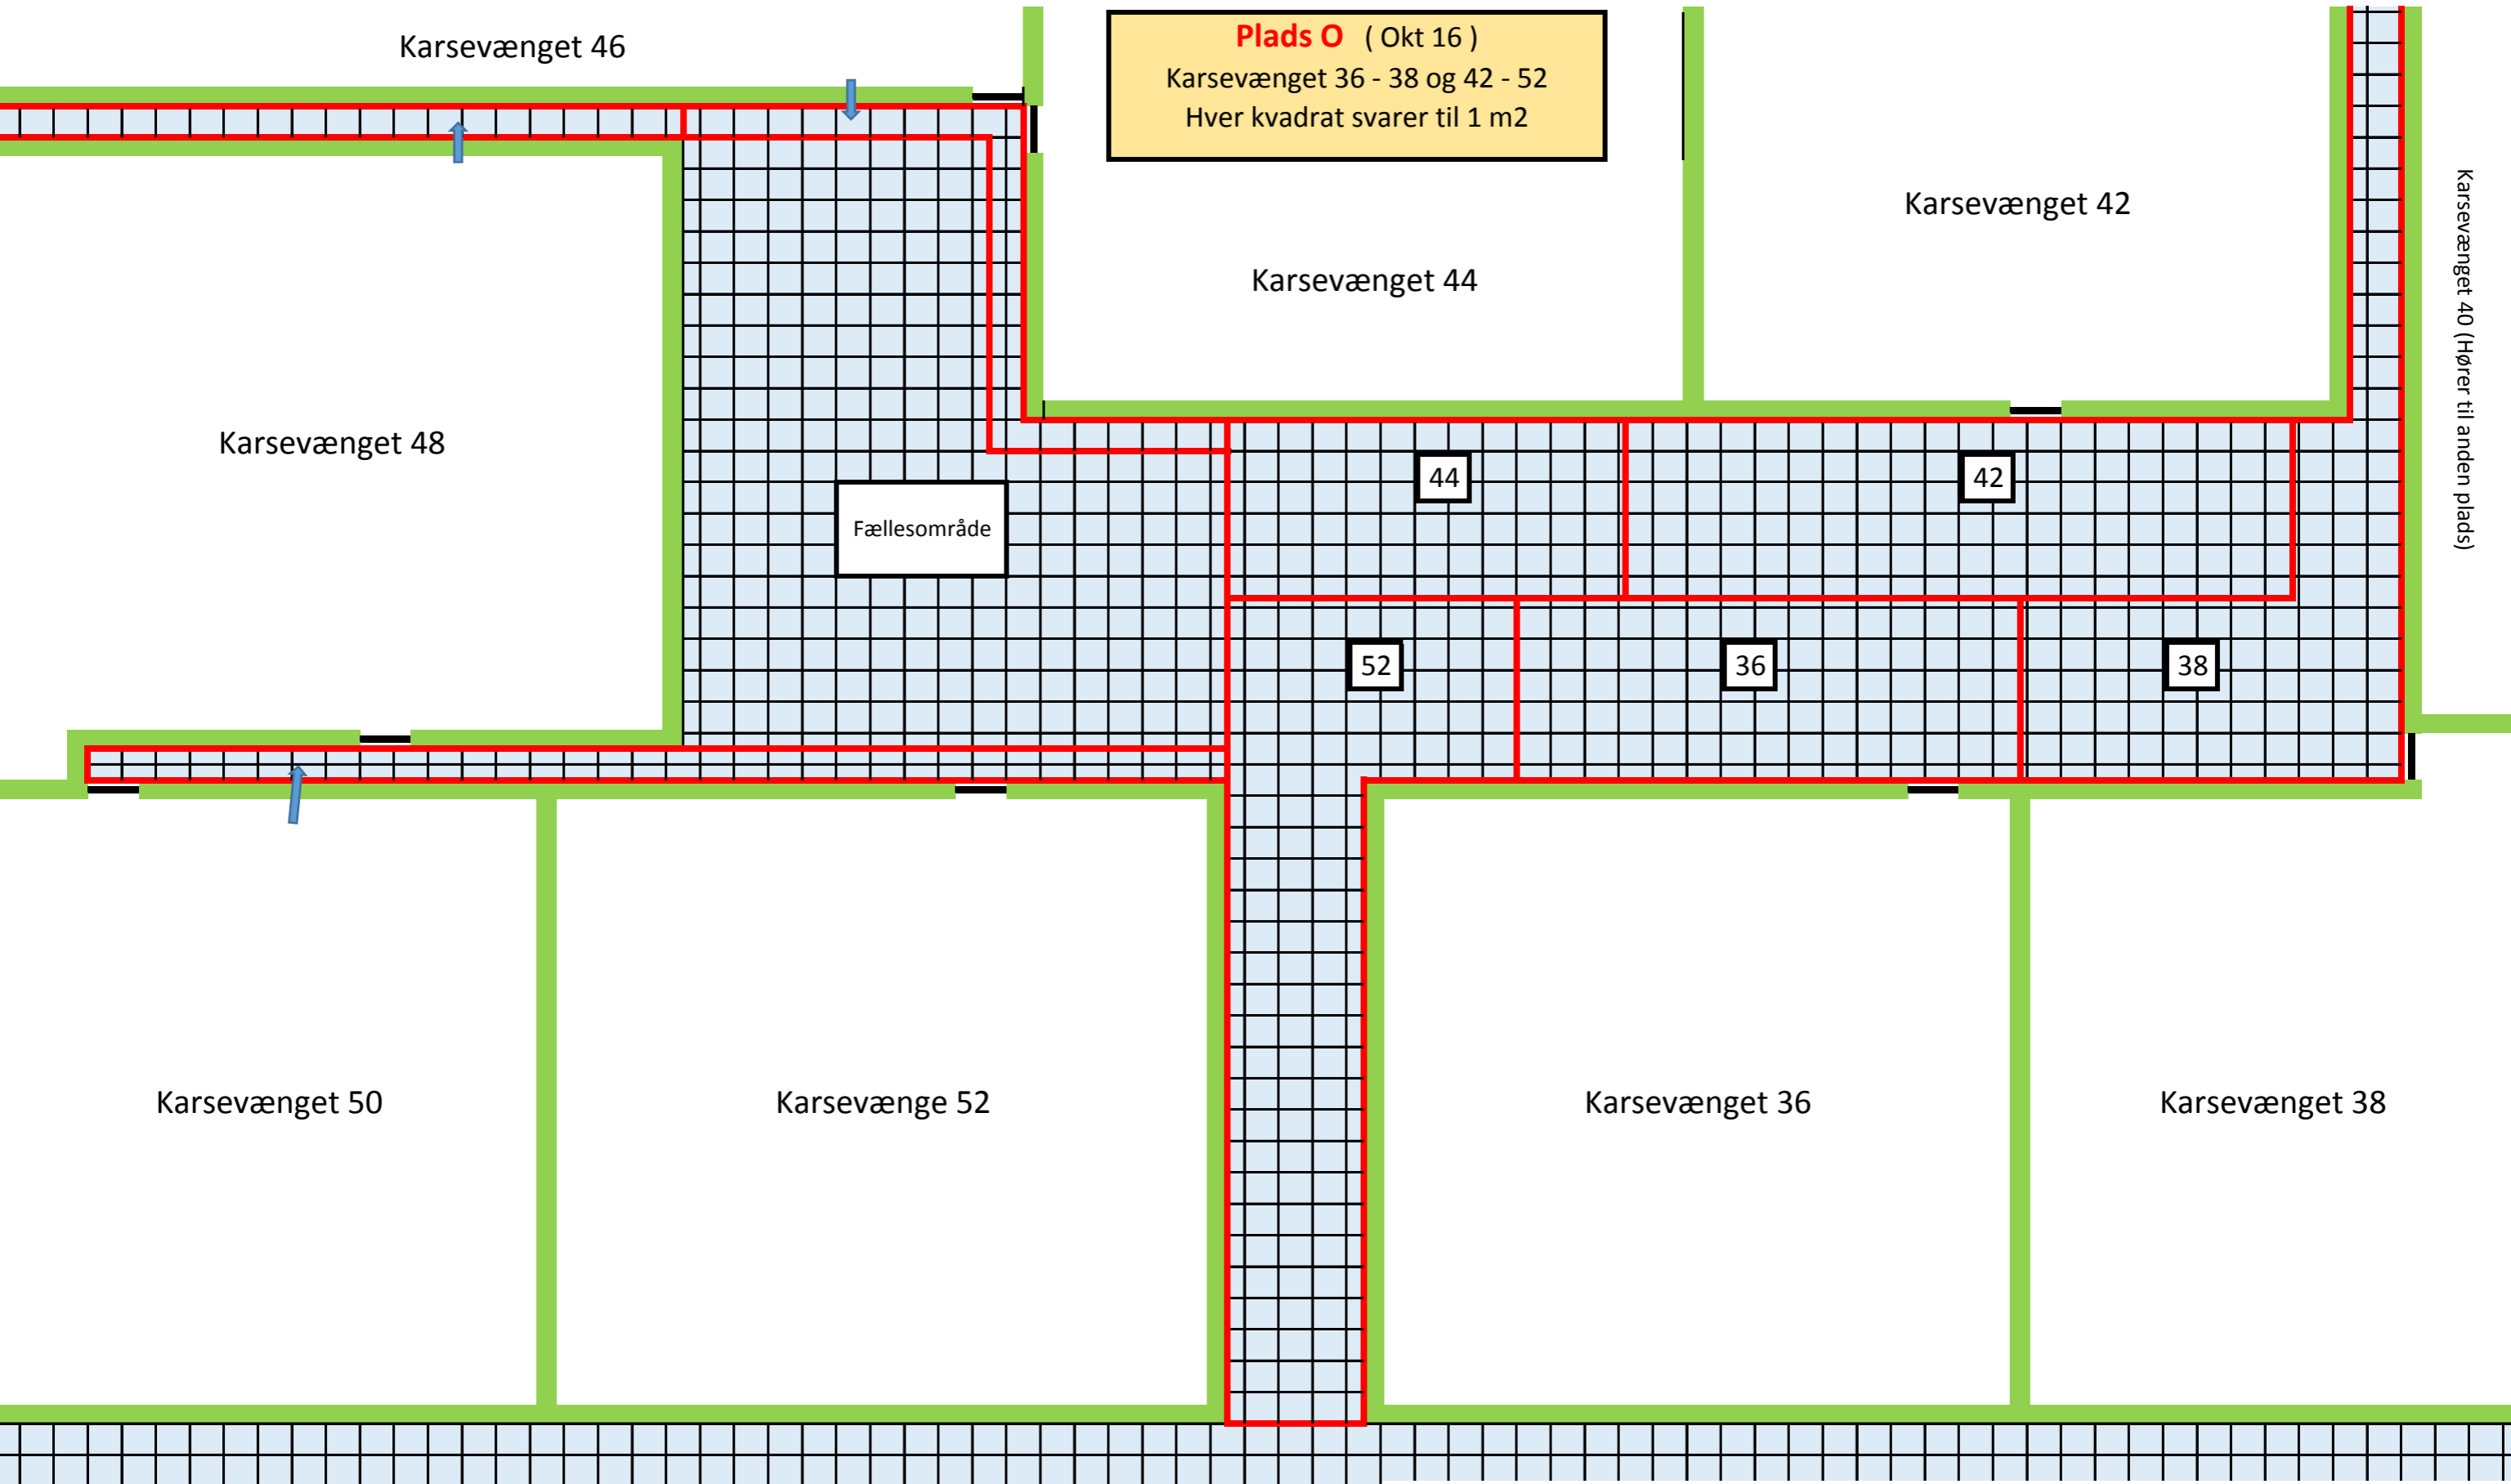 Karsevænget 46
Plads O ( Okt 16 )
Karsevænget 36 - 38 og 42 - 52
Hver kvadrat svarer til 1 m2
Karsevænget 42
Karsevænget 40 (Hører til anden plads)
Karsevænget 44
Karsevænget 48
44
42
Fællesområde
52
36
38
Karsevænget 50
Karsevænge 52
Karsevænget 36
Karsevænget 38